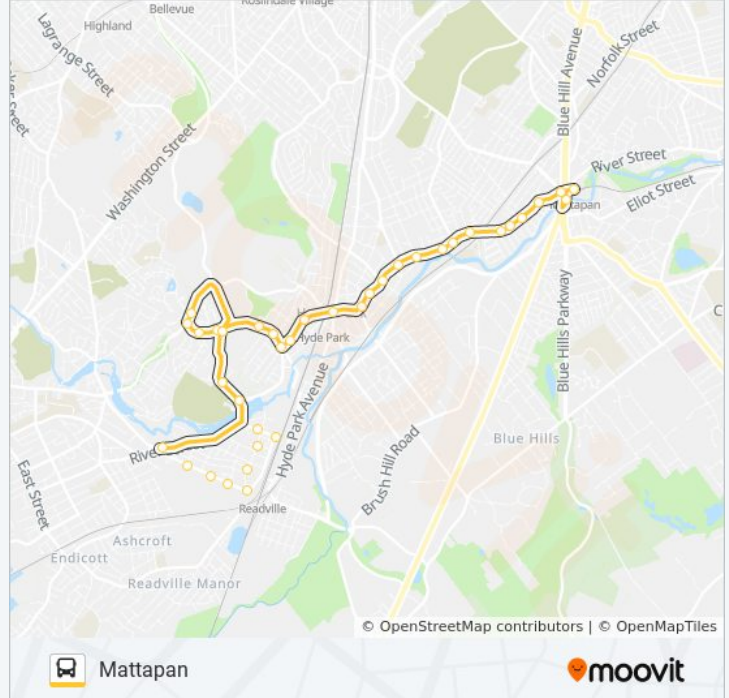 Bellevue
Roslindale Village
Highland
Lagrange Street
Norfolk Street
Blue Hill Avenue
Washington Street
River Street
Eliot Street
Hyde Park
Blue Hills Parkway
Hyde Park Avenue
Blue Hills
Brush Hill Road
East Street
Readville
Ashcroft
Endicott
Readville Manor
© OpenStreetMap contributors | © OpenMapTiles
Mattapan
moovit